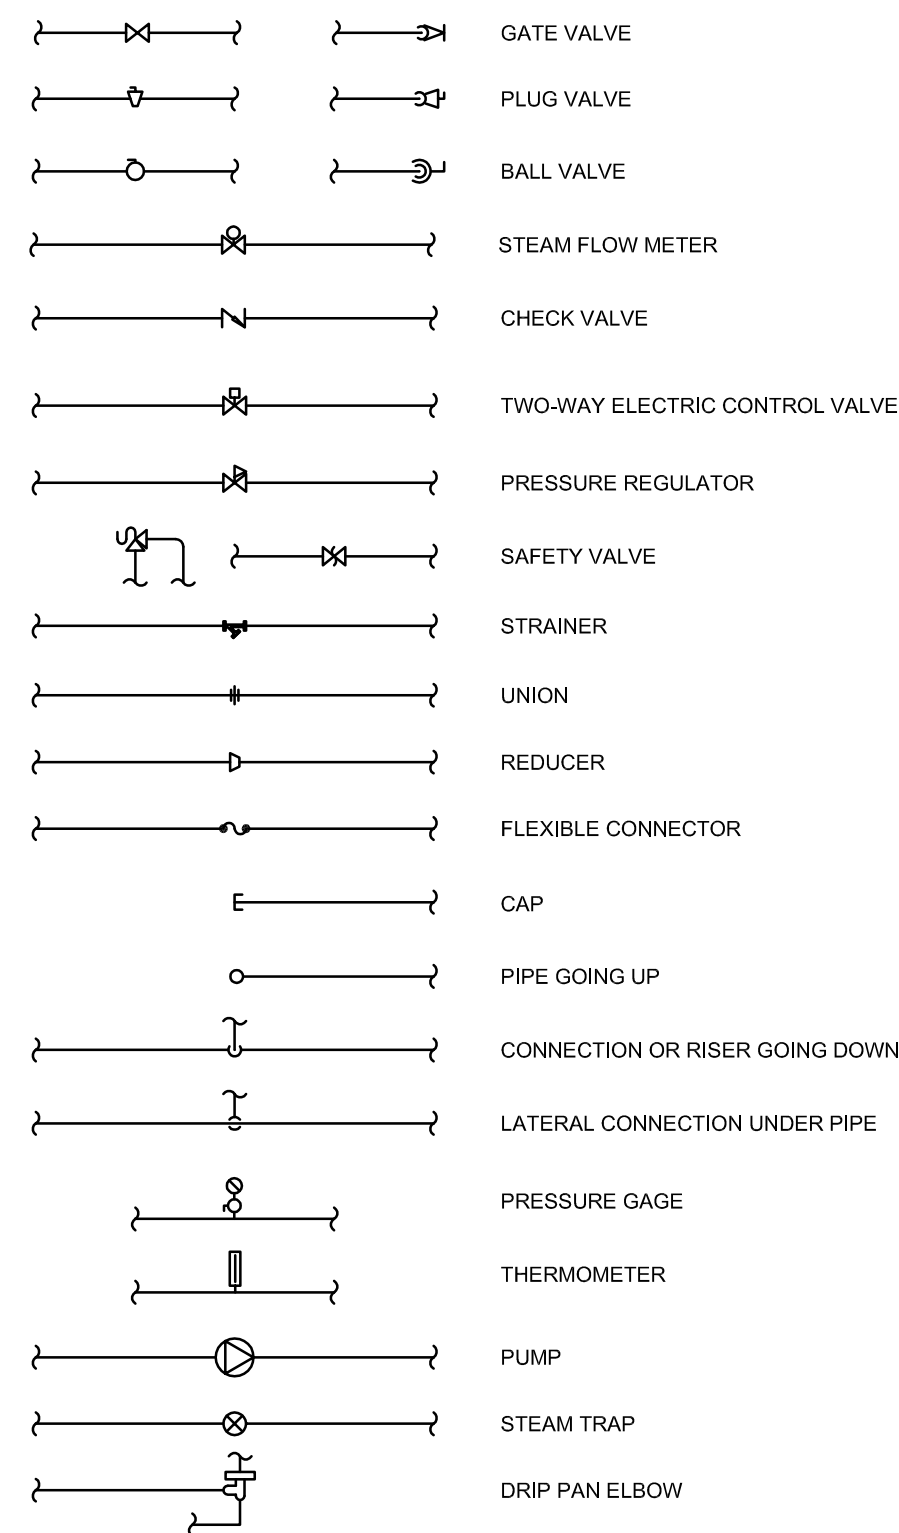 GATE VALVE
PLUG VALVE
BALL VALVE
STEAM FLOW METER
CHECK VALVE
TWO-WAY ELECTRIC CONTROL VALVE
PRESSURE REGULATOR
SAFETY VALVE
STRAINER
UNION
REDUCER
FLEXIBLE CONNECTOR
CAP
PIPE GOING UP
CONNECTION OR RISER GOING DOWN
LATERAL CONNECTION UNDER PIPE
PRESSURE GAGE
THERMOMETER
PUMP
STEAM TRAP
DRIP PAN ELBOW